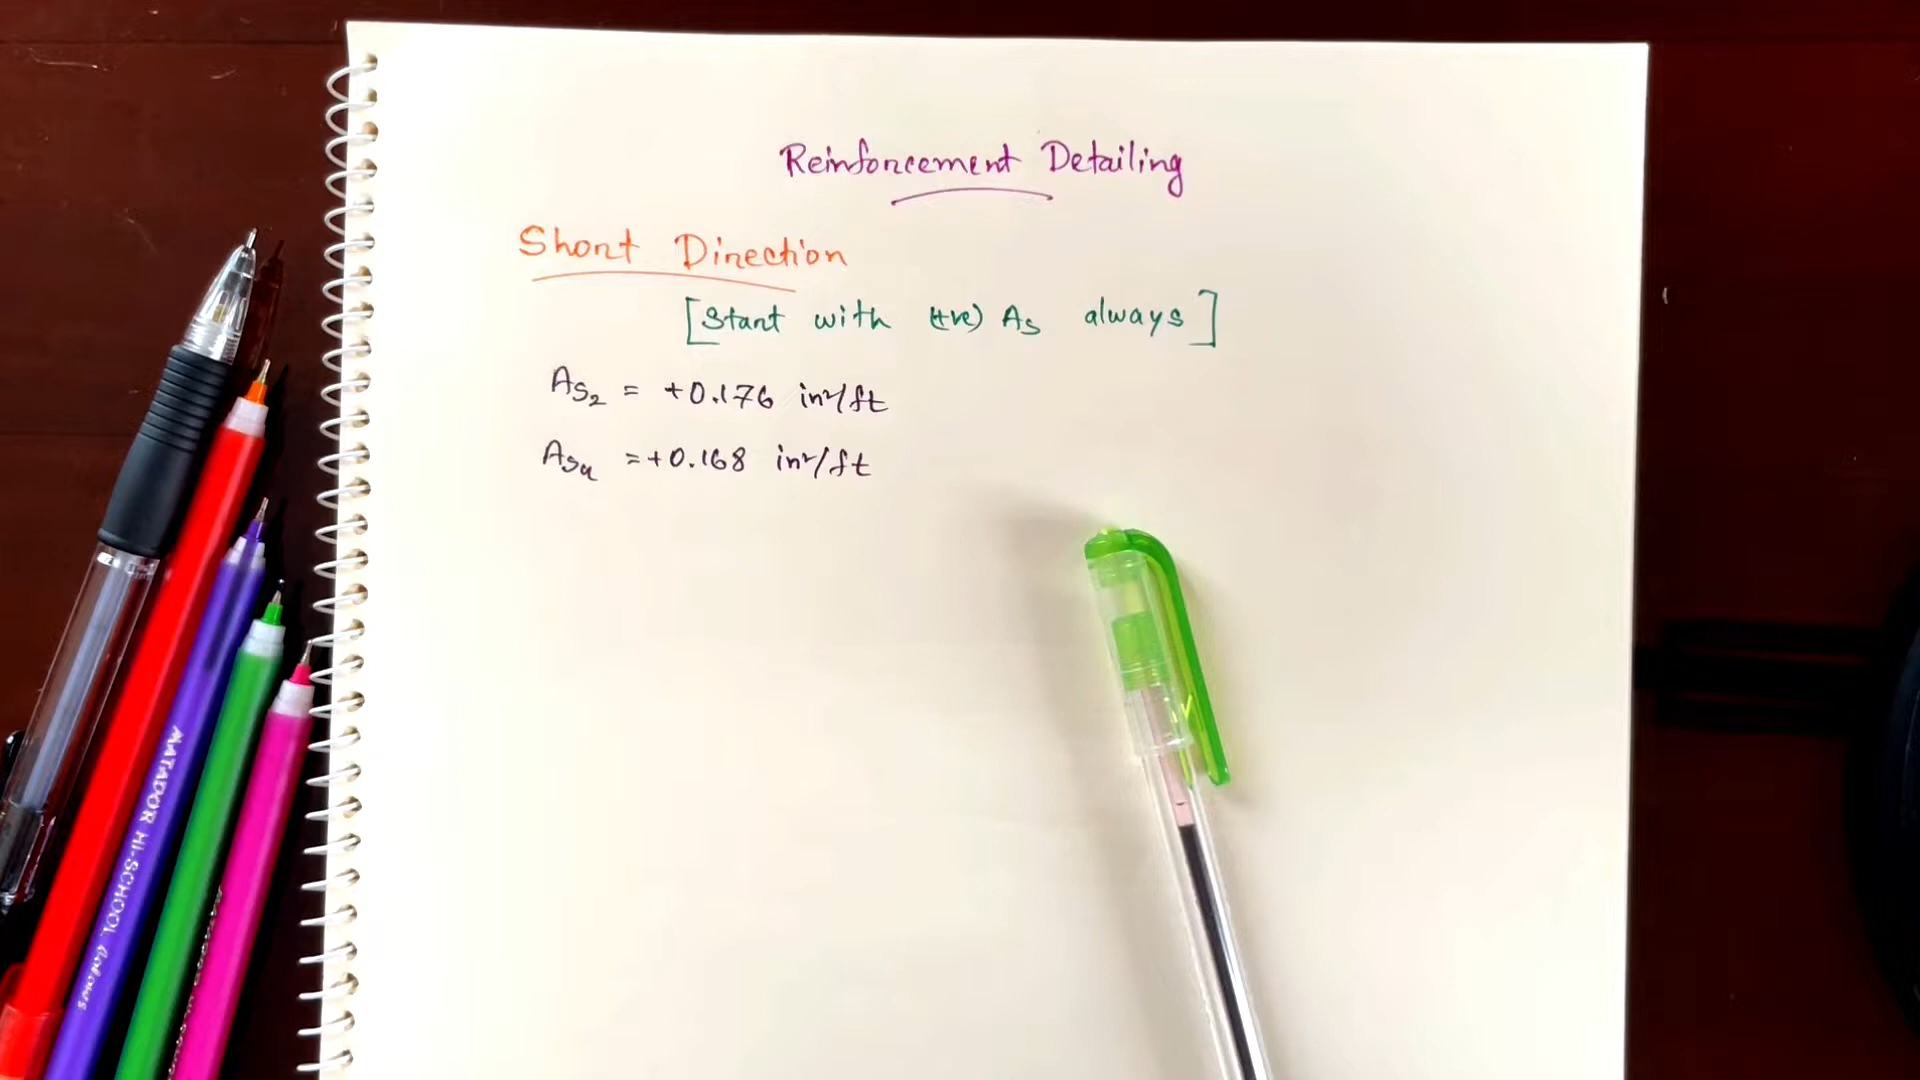 Reinforcement Detailing
Short Direction
[Start with (+ve) As always]
As₂ = +0.176 in²/ft
As₄ = +0.168 in²/ft
MATADOR HI-SCHOOL